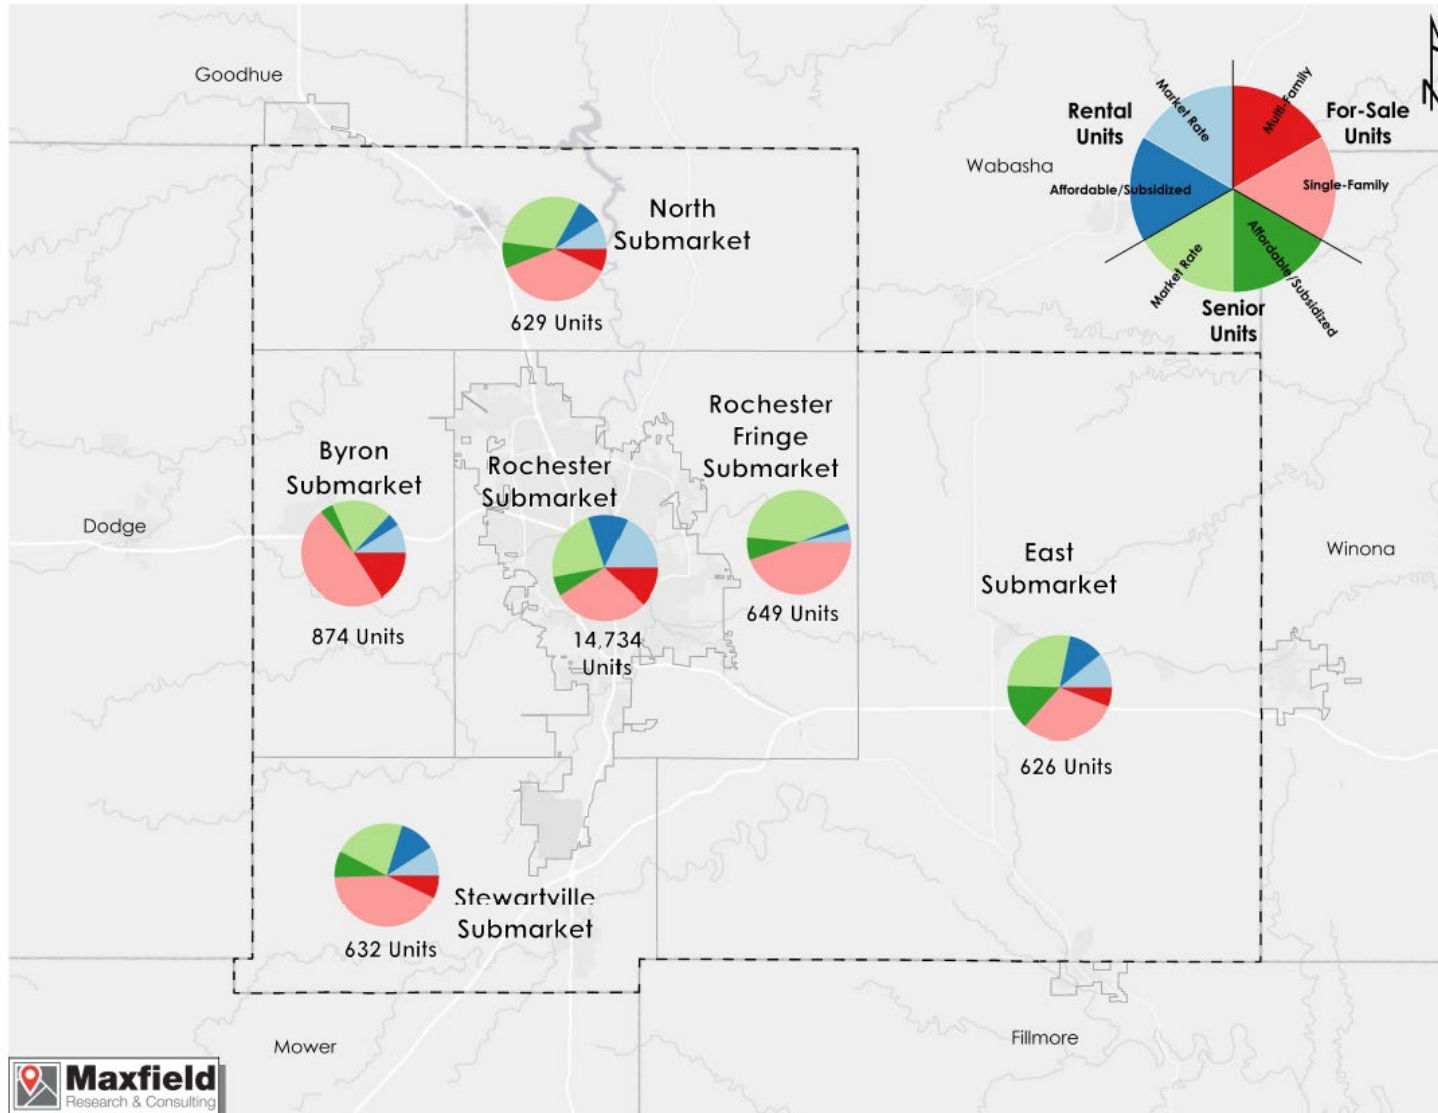 Goodhue
Rental
Units
Market Rate
Multi-Family
For-Sale
Units
Wabasha
Affordable/Subsidized
Single-Family
Market Rate
Affordable/Subsidized
Senior
Units
North
Submarket
629 Units
Rochester
Fringe
Submarket
Byron
Submarket
Rochester
Submarket
Dodge
East
Submarket
Winona
649 Units
874 Units
14,734
Units
626 Units
Stewartville
Submarket
632 Units
Mower
Fillmore
Maxfield
Research & Consulting
N